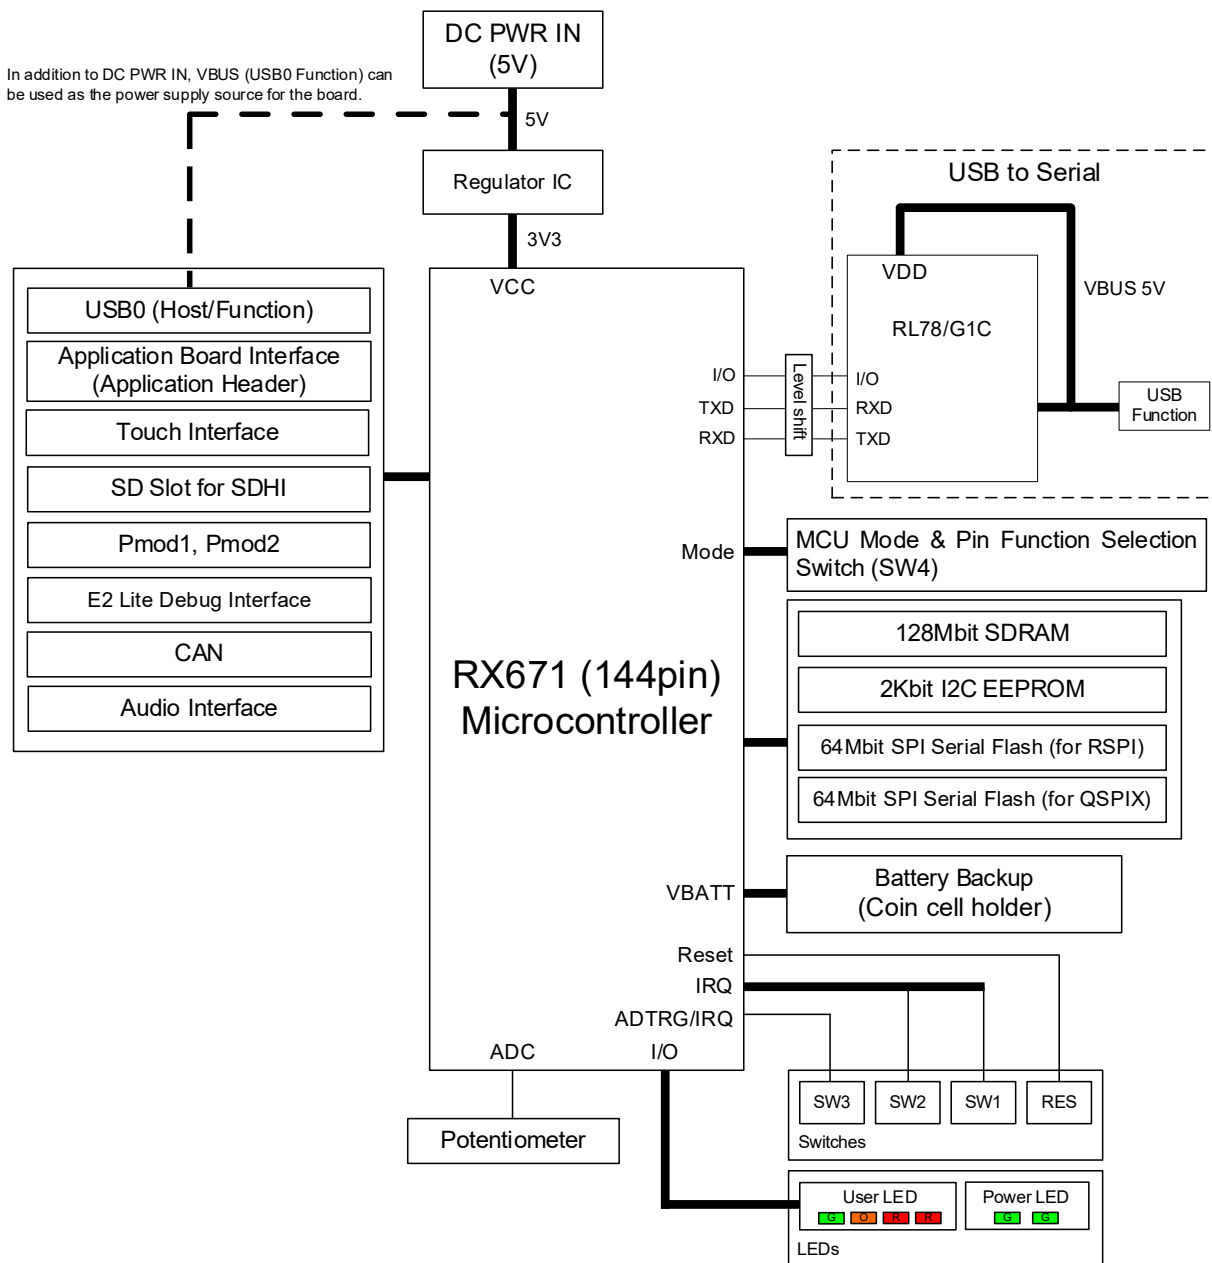 DC PWR IN
(5V)
In addition to DC PWR IN, VBUS (USB0 Function) can
be used as the power supply source for the board.
5V
Regulator IC
3V3
USB to Serial
VDD
VBUS 5V
RL78/G1C
I/O
RXD
TXD
USB
Function
Level shift
USB0 (Host/Function)
Application Board Interface
(Application Header)
Touch Interface
SD Slot for SDHI
Pmod1, Pmod2
E2 Lite Debug Interface
CAN
Audio Interface
VCC
I/O
TXD
RXD
Mode
RX671 (144pin)
Microcontroller
VBATT
Reset
IRQ
ADTRG/IRQ
ADC
I/O
MCU Mode & Pin Function Selection
Switch (SW4)
128Mbit SDRAM
2Kbit I2C EEPROM
64Mbit SPI Serial Flash (for RSPI)
64Mbit SPI Serial Flash (for QSPIX)
Battery Backup
(Coin cell holder)
Potentiometer
SW3
SW2
SW1
RES
Switches
User LED
G
O
R
R
Power LED
G
G
LEDs